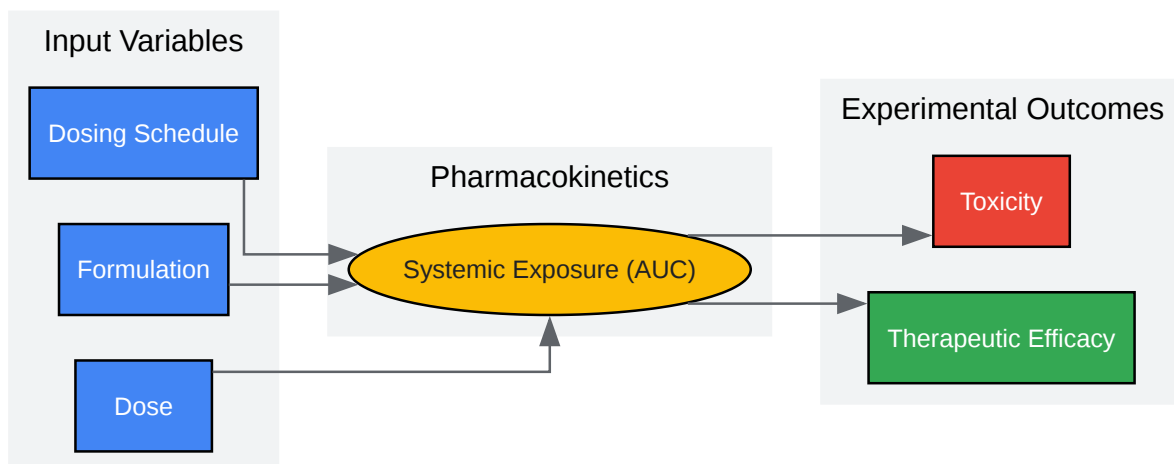 Input Variables
Dosing Schedule
Formulation
Dose
Pharmacokinetics
Systemic Exposure (AUC)
Experimental Outcomes
Toxicity
Therapeutic Efficacy